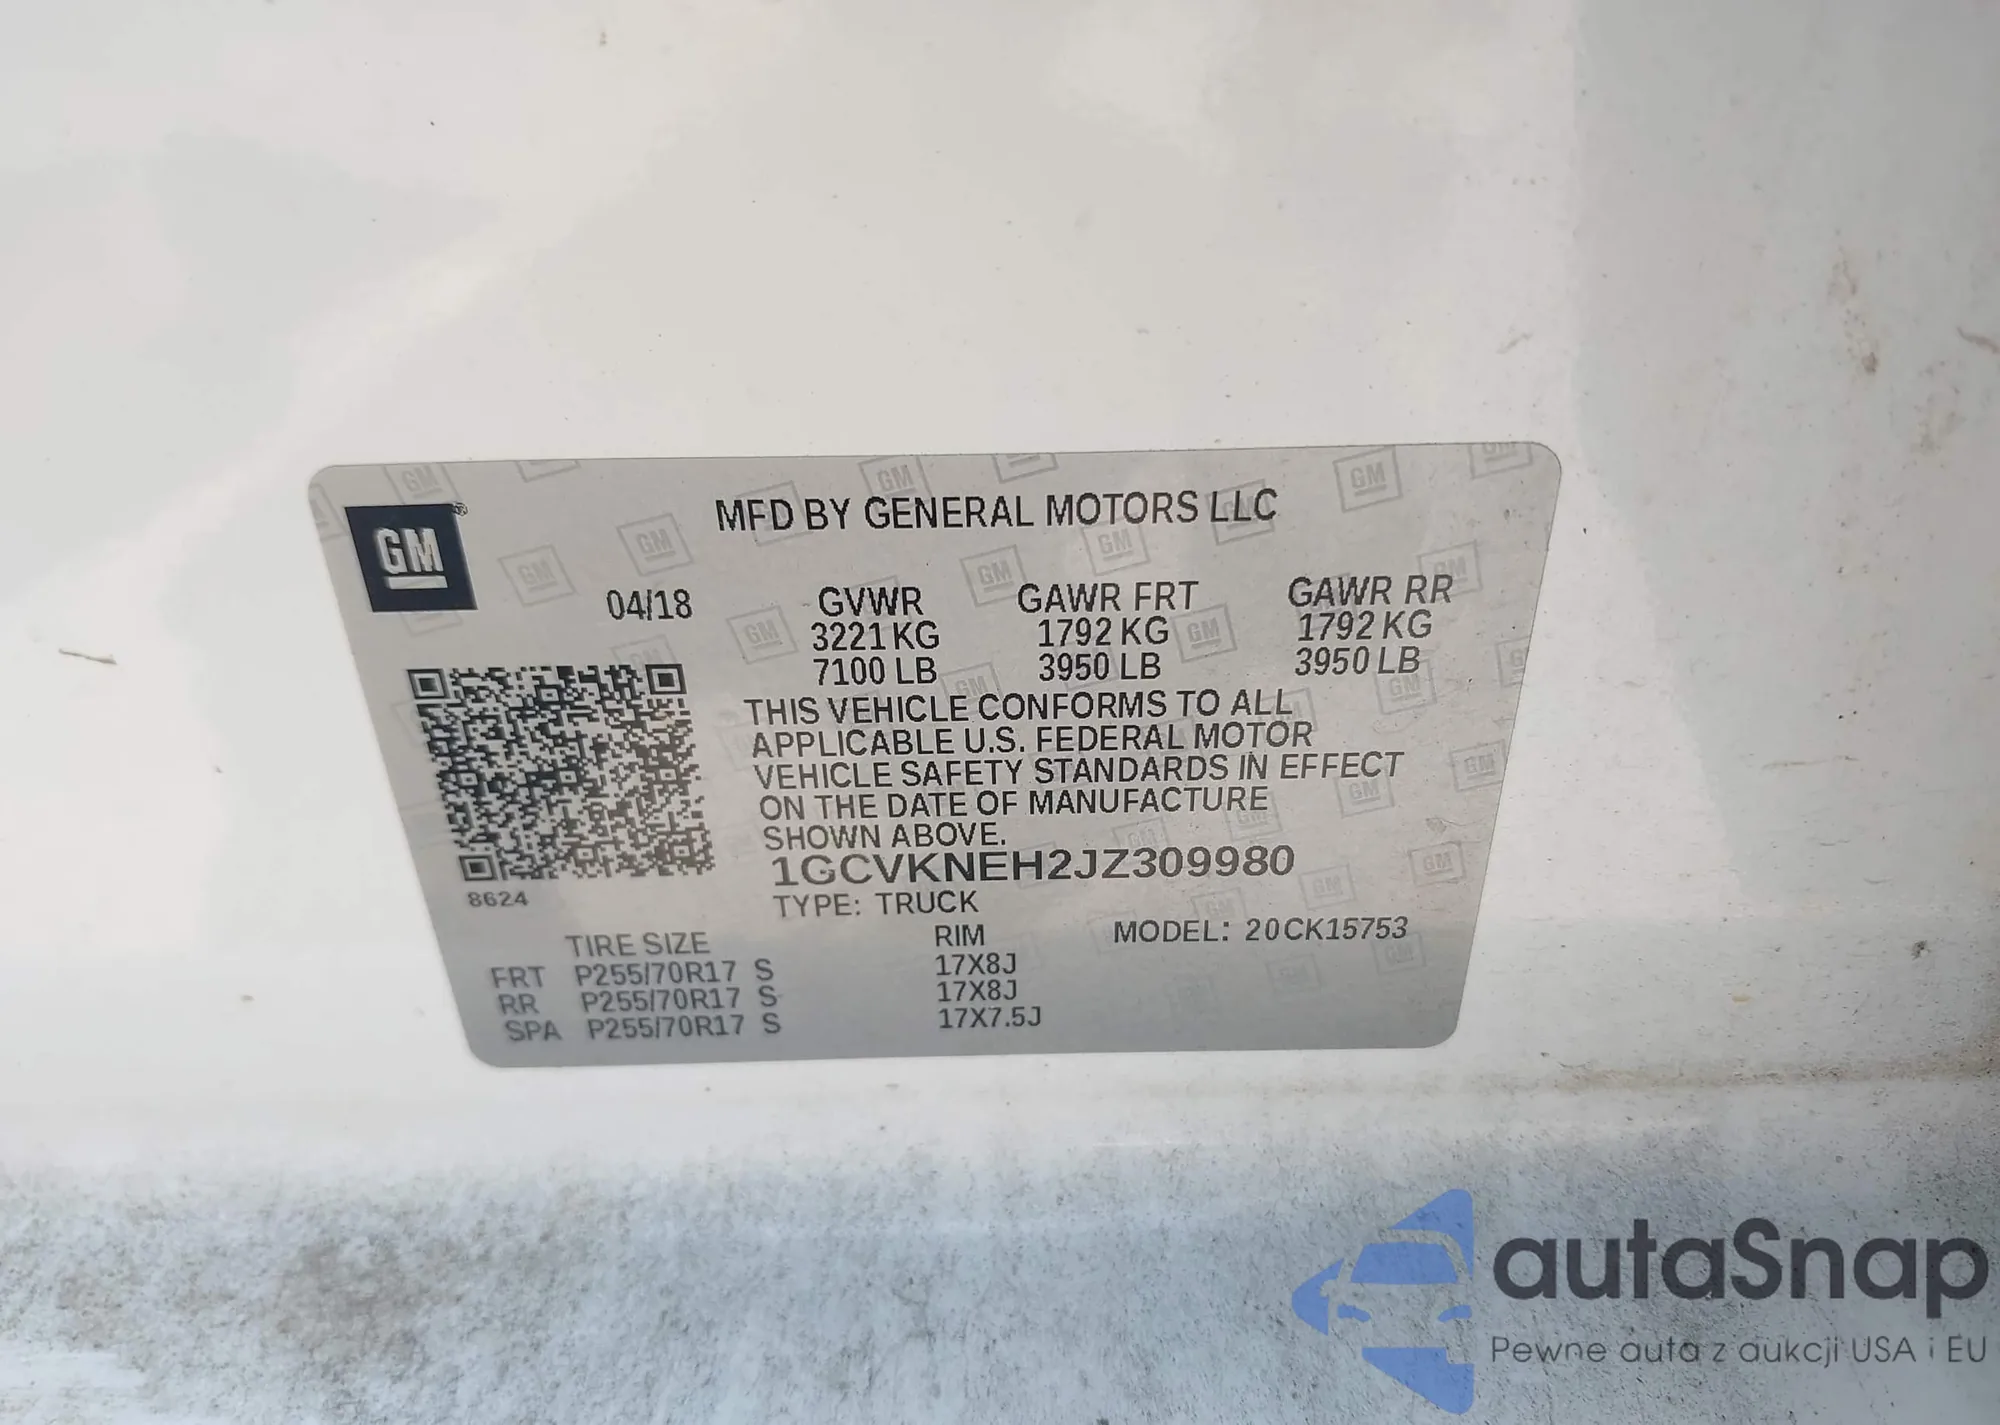 GM
MFD BY GENERAL MOTORS LLC
04/18 GVWR GAWR FRT GAWR RR
3221 KG 1792 KG 1792 KG
7100 LB 3950 LB 3950 LB
THIS VEHICLE CONFORMS TO ALL
APPLICABLE U.S. FEDERAL MOTOR
VEHICLE SAFETY STANDARDS IN EFFECT
ON THE DATE OF MANUFACTURE
SHOWN ABOVE.
1GCVKNEH2JZ309980
8624
TYPE: TRUCK
TIRE SIZE RIM MODEL: 20CK15753
FRT P255/70R17 S 17X8J
RR P255/70R17 S 17X8J
SPA P255/70R17 S 17X7.5J
autaSnap
Pewne auta z aukcji USA i EU